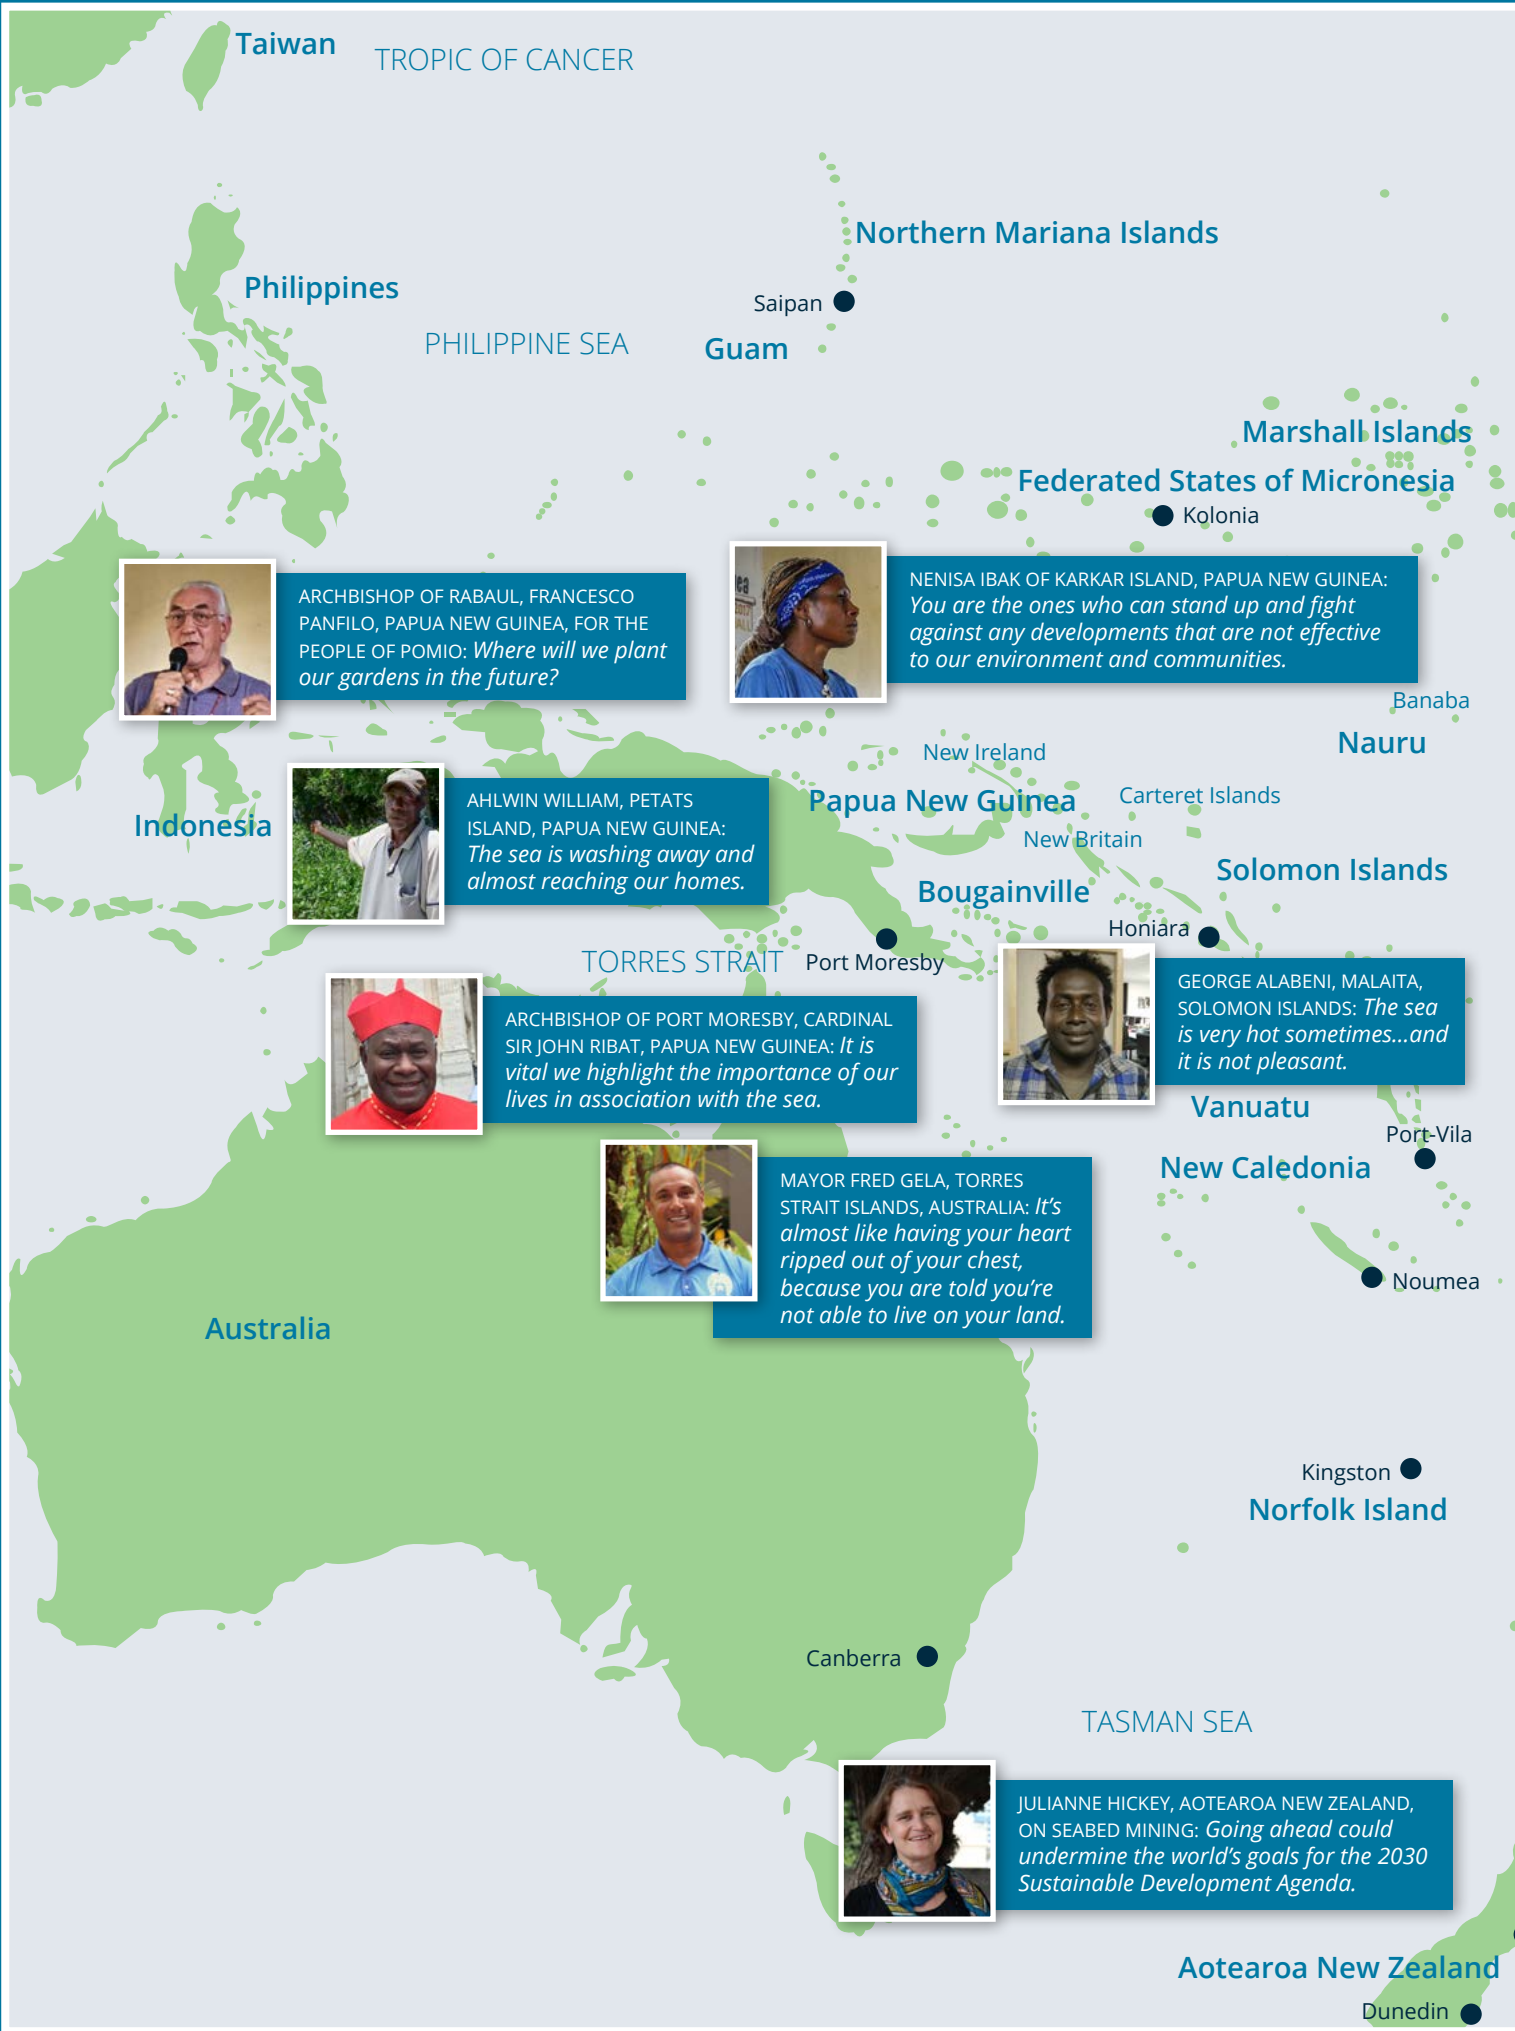 Taiwan
TROPIC OF CANCER
Northern Mariana Islands
Philippines
Saipan
PHILIPPINE SEA
Guam
Marshall Islands
Federated States of Micronesia
Kolonia
ARCHBISHOP OF RABAUL, FRANCESCO
PANFILO, PAPUA NEW GUINEA, FOR THE
PEOPLE OF POMIO: Where will we plant
our gardens in the future?
NENISA IBAK OF KARKAR ISLAND, PAPUA NEW GUINEA:
You are the ones who can stand up and fight
against any developments that are not effective
to our environment and communities.
Banaba
Nauru
New Ireland
Papua New Guinea
Carteret Islands
New Britain
Indonesia
AHLWIN WILLIAM, PETATS
ISLAND, PAPUA NEW GUINEA:
The sea is washing away and
almost reaching our homes.
Solomon Islands
Bougainville
Honiara
TORRES STRAIT
Port Moresby
ARCHBISHOP OF PORT MORESBY, CARDINAL
SIR JOHN RIBAT, PAPUA NEW GUINEA: It is
vital we highlight the importance of our
lives in association with the sea.
GEORGE ALABENI, MALAITA,
SOLOMON ISLANDS: The sea
is very hot sometimes...and
it is not pleasant.
Vanuatu
Port-Vila
New Caledonia
MAYOR FRED GELA, TORRES
STRAIT ISLANDS, AUSTRALIA: It's
almost like having your heart
ripped out of your chest,
because you are told you're
not able to live on your land.
Noumea
Australia
Kingston
Norfolk Island
Canberra
TASMAN SEA
JULIANNE HICKEY, AOTEAROA NEW ZEALAND,
ON SEABED MINING: Going ahead could
undermine the world's goals for the 2030
Sustainable Development Agenda.
Aotearoa New Zealand
Dunedin